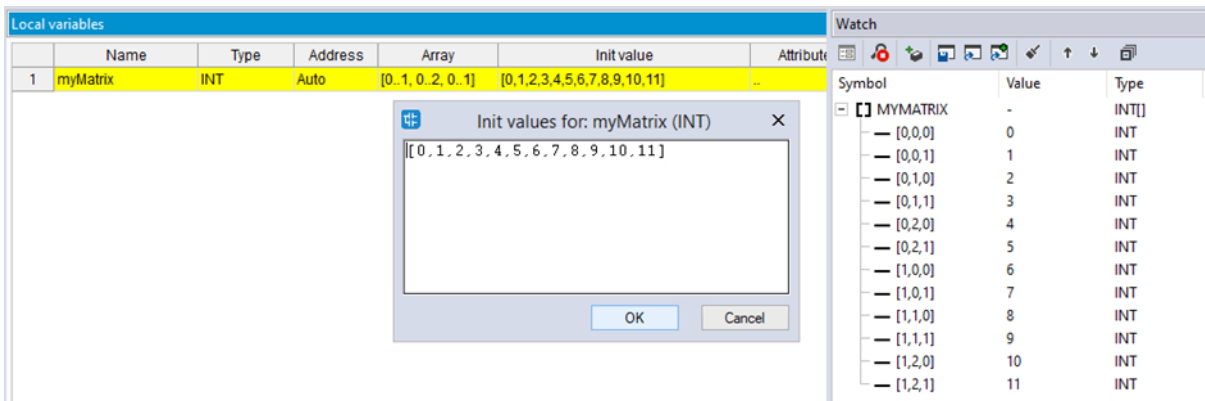 Local variables
Name Type Address Array Init value Attribute
1 myMatrix INT Auto [0..1, 0..2, 0..1] [0,1,2,3,4,5,6,7,8,9,10,11] ..
Init values for: myMatrix (INT)
[0,1,2,3,4,5,6,7,8,9,10,11]
OK Cancel
Watch
Symbol Value Type
MYMATRIX - INT[]
[0,0,0] 0 INT
[0,0,1] 1 INT
[0,1,0] 2 INT
[0,1,1] 3 INT
[0,2,0] 4 INT
[0,2,1] 5 INT
[1,0,0] 6 INT
[1,0,1] 7 INT
[1,1,0] 8 INT
[1,1,1] 9 INT
[1,2,0] 10 INT
[1,2,1] 11 INT